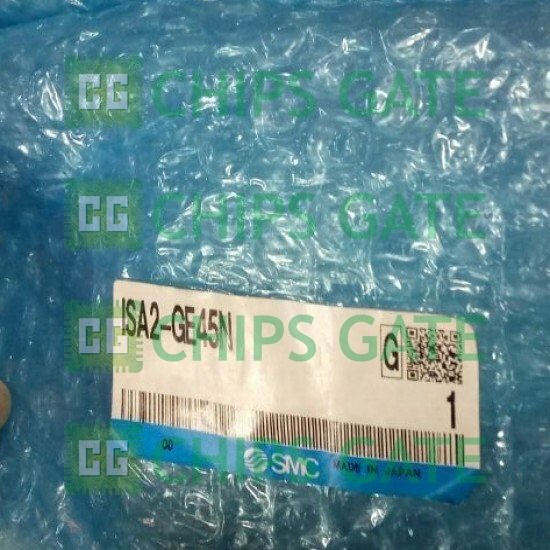 CG CHIPS GATE
CG CHIPS GATE
ISA2-GE45N
G
CG CHIPS GATE
1
CG CHIPS GATE
00 SMC MADE IN JAPAN